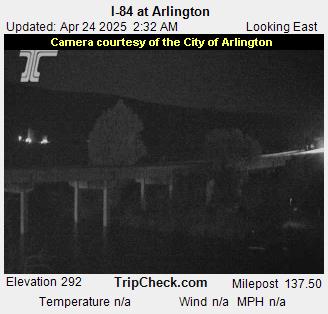 I-84 at Arlington
Updated: Apr 24 2025 2:32 AM Looking East
Camera courtesy of the City of Arlington
Elevation 292 TripCheck.com Milepost 137.50
Temperature n/a Wind n/a MPH n/a